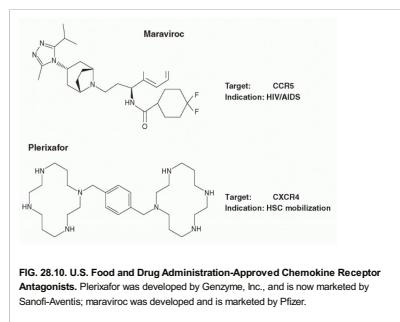 Maraviroc
N
N
N
CH₃
N
HN
O
F
F
Target: CCR5
Indication: HIV/AIDS
Plerixafor
NH
HN
N
HN
NH
N
NH
HN
Target: CXCR4
Indication: HSC mobilization
FIG. 28.10. U.S. Food and Drug Administration-Approved Chemokine Receptor
Antagonists. Plerixafor was developed by Genzyme, Inc., and is now marketed by
Sanofi-Aventis; maraviroc was developed and is marketed by Pfizer.